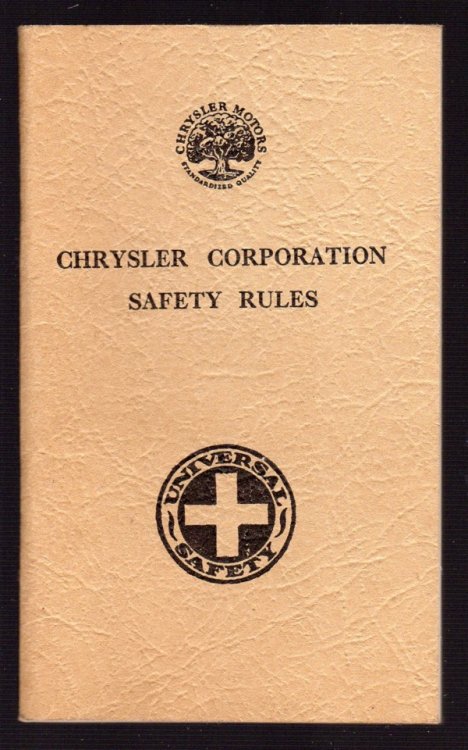 CHRYSLER MOTORS
STANDARDIZED QUALITY
CHRYSLER CORPORATION
SAFETY RULES
UNIVERSAL
SAFETY